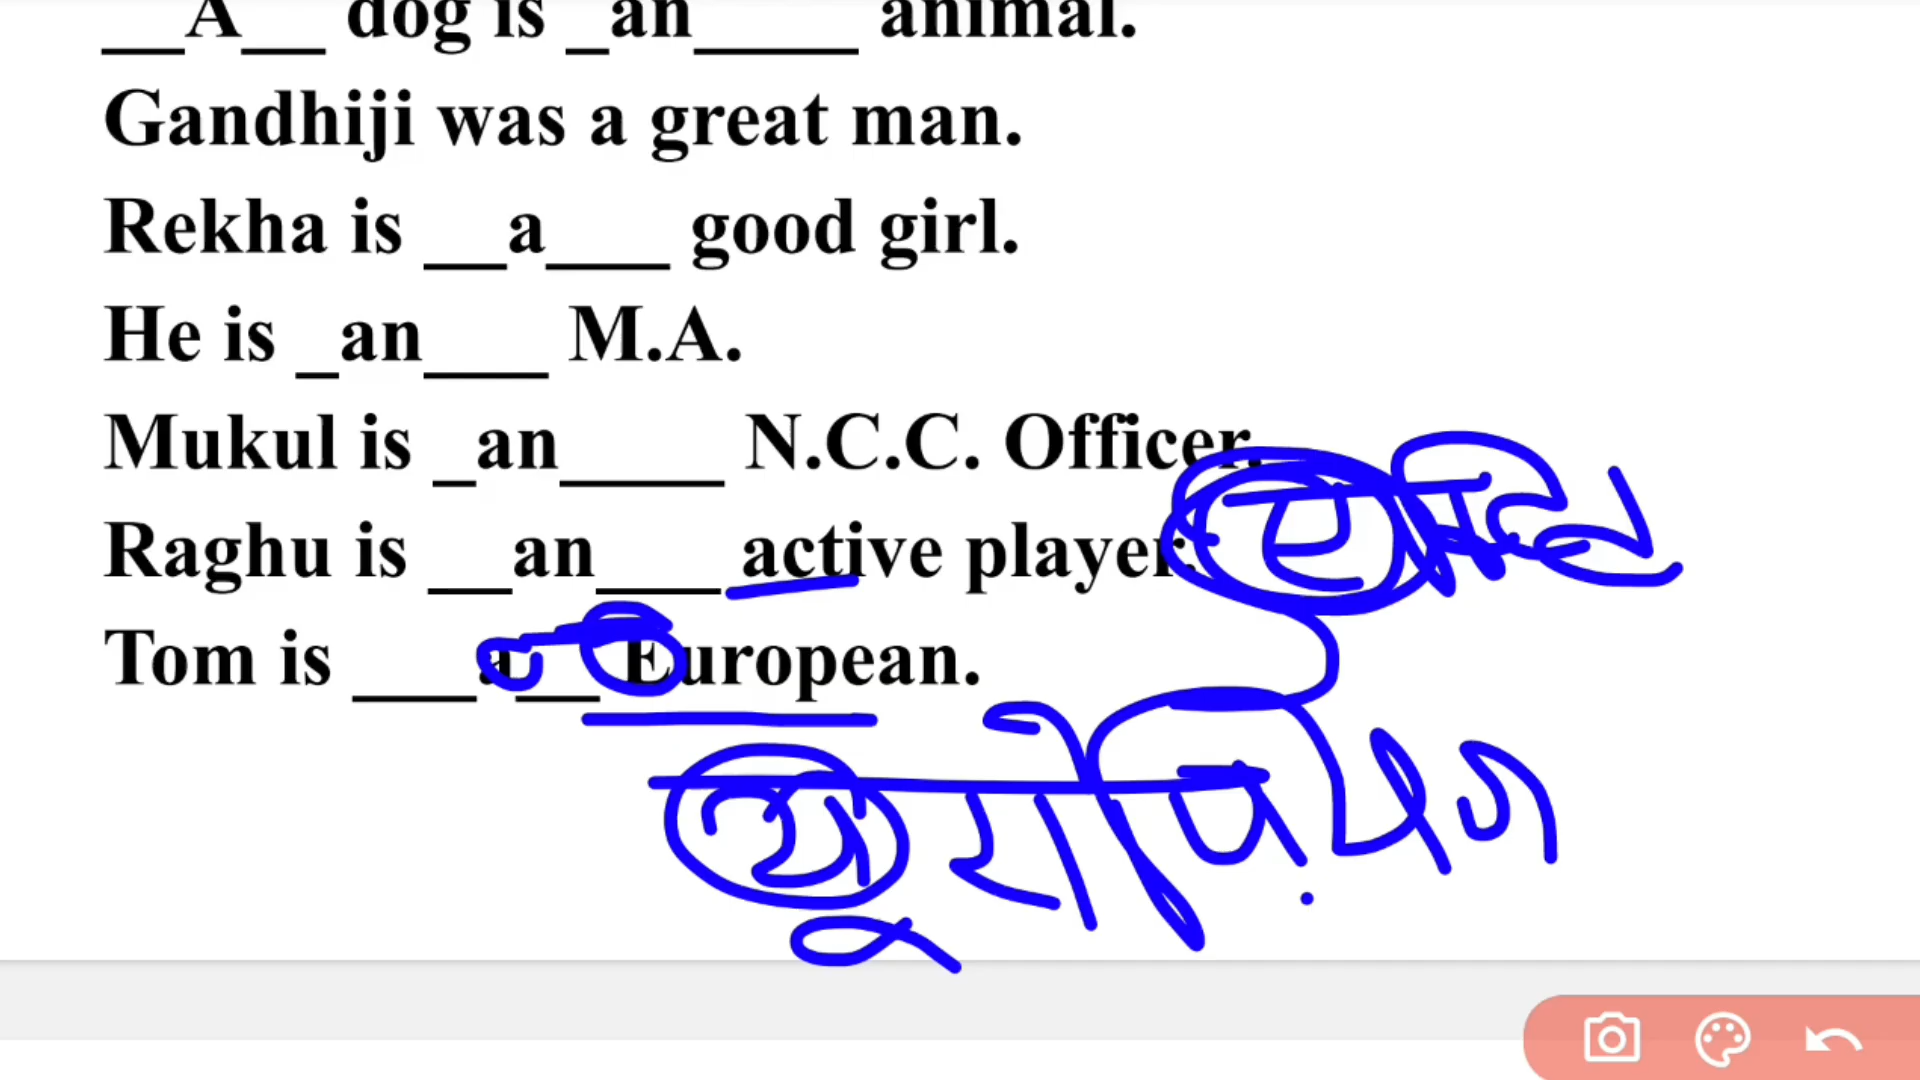 __A__ dog is _an____ animal.
Gandhiji was a great man.
Rekha is __a___ good girl.
He is _an___ M.A.
Mukul is _an____ N.C.C. Officer.
Raghu is __an___ active player.
Tom is ___a__ European.
यूरोपियन